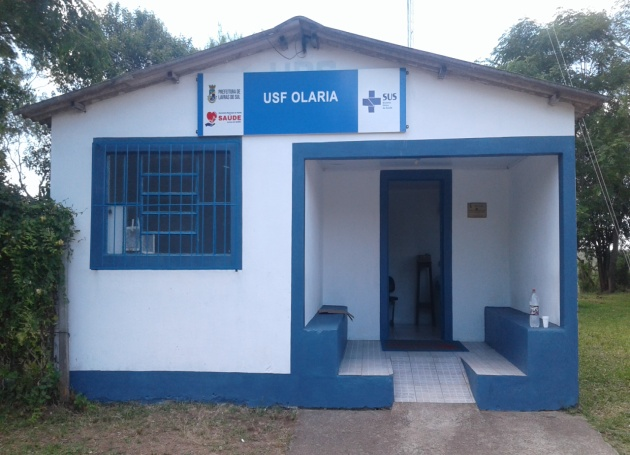 PREFEITURA DE
LAVRAS DO SUL
SAÚDE
USF OLARIA
SUS